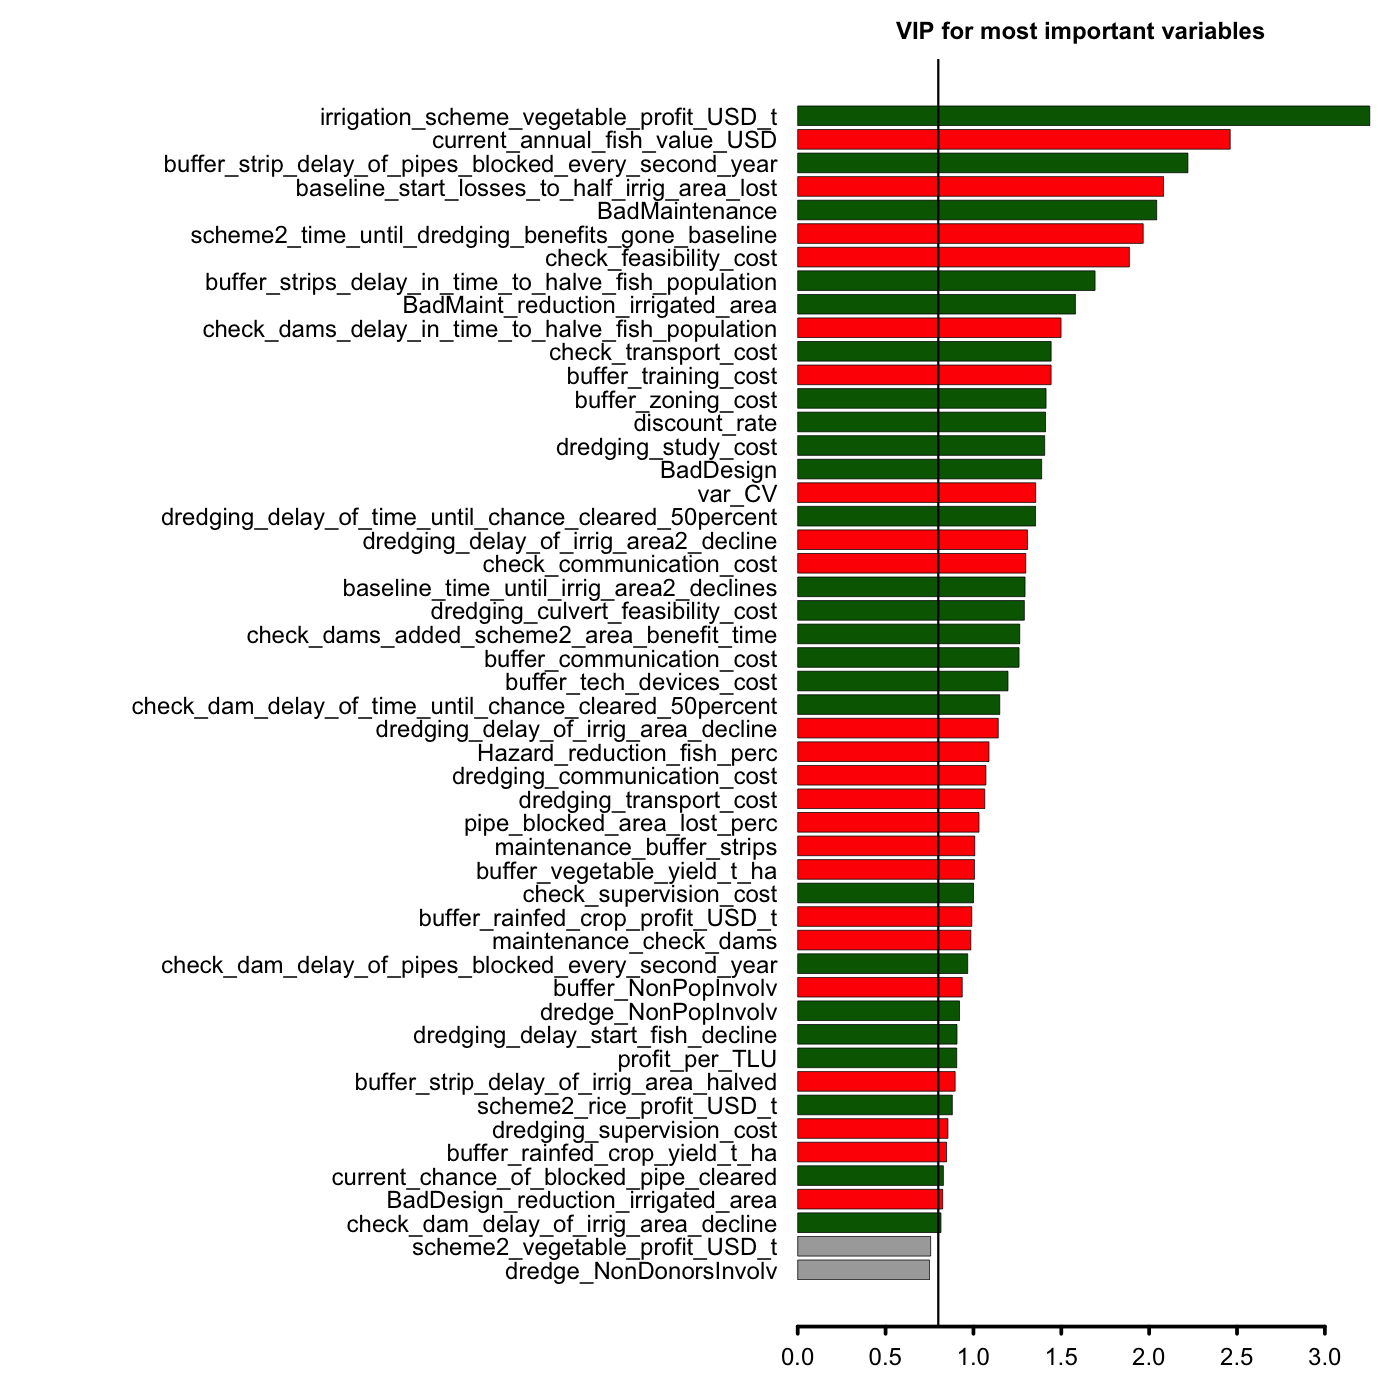 VIP for most important variables
irrigation_scheme_vegetable_profit_USD_t
current_annual_fish_value_USD
buffer_strip_delay_of_pipes_blocked_every_second_year
baseline_start_losses_to_half_irrig_area_lost
BadMaintenance
scheme2_time_until_dredging_benefits_gone_baseline
check_feasibility_cost
buffer_strips_delay_in_time_to_halve_fish_population
BadMaint_reduction_irrigated_area
check_dams_delay_in_time_to_halve_fish_population
check_transport_cost
buffer_training_cost
buffer_zoning_cost
discount_rate
dredging_study_cost
BadDesign
var_CV
dredging_delay_of_time_until_chance_cleared_50percent
dredging_delay_of_irrig_area2_decline
check_communication_cost
baseline_time_until_irrig_area2_declines
dredging_culvert_feasibility_cost
check_dams_added_scheme2_area_benefit_time
buffer_communication_cost
buffer_tech_devices_cost
check_dam_delay_of_time_until_chance_cleared_50percent
dredging_delay_of_irrig_area_decline
Hazard_reduction_fish_perc
dredging_communication_cost
dredging_transport_cost
pipe_blocked_area_lost_perc
maintenance_buffer_strips
buffer_vegetable_yield_t_ha
check_supervision_cost
buffer_rainfed_crop_profit_USD_t
maintenance_check_dams
check_dam_delay_of_pipes_blocked_every_second_year
buffer_NonPopInvolv
dredge_NonPopInvolv
dredging_delay_start_fish_decline
profit_per_TLU
buffer_strip_delay_of_irrig_area_halved
scheme2_rice_profit_USD_t
dredging_supervision_cost
buffer_rainfed_crop_yield_t_ha
current_chance_of_blocked_pipe_cleared
BadDesign_reduction_irrigated_area
check_dam_delay_of_irrig_area_decline
scheme2_vegetable_profit_USD_t
dredge_NonDonorsInvolv
0.0 0.5 1.0 1.5 2.0 2.5 3.0